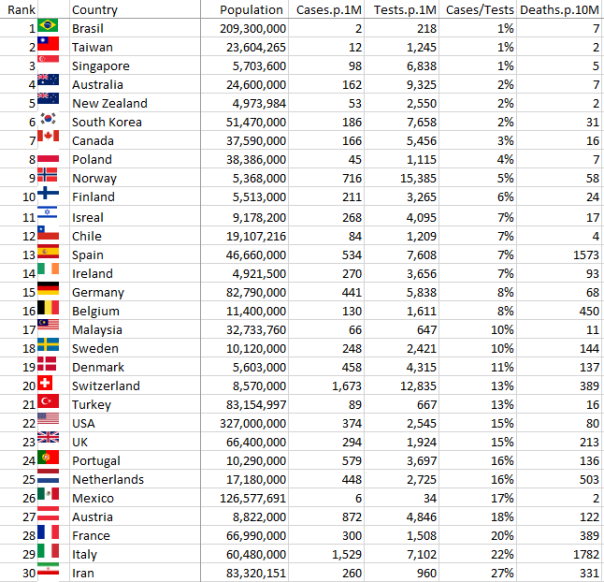 Rank Country Population Cases.p.1M Tests.p.1M Cases/Tests Deaths.p.10M
1 Brasil 209,300,000 2 218 1% 7
2 Taiwan 23,604,265 12 1,245 1% 2
3 Singapore 5,703,600 98 6,838 1% 5
4 Australia 24,600,000 162 9,325 2% 7
5 New Zealand 4,973,984 53 2,550 2% 2
6 South Korea 51,470,000 186 7,658 2% 31
7 Canada 37,590,000 166 5,456 3% 16
8 Poland 38,386,000 45 1,115 4% 7
9 Norway 5,368,000 716 15,385 5% 58
10 Finland 5,513,000 211 3,265 6% 24
11 Isreal 9,178,200 268 4,095 7% 17
12 Chile 19,107,216 84 1,209 7% 4
13 Spain 46,660,000 534 7,608 7% 1573
14 Ireland 4,921,500 270 3,656 7% 93
15 Germany 82,790,000 441 5,838 8% 68
16 Belgium 11,400,000 130 1,611 8% 450
17 Malaysia 32,733,760 66 647 10% 11
18 Sweden 10,120,000 248 2,421 10% 144
19 Denmark 5,603,000 458 4,315 11% 137
20 Switzerland 8,570,000 1,673 12,835 13% 389
21 Turkey 83,154,997 89 667 13% 16
22 USA 327,000,000 374 2,545 15% 80
23 UK 66,400,000 294 1,924 15% 213
24 Portugal 10,290,000 579 3,697 16% 136
25 Netherlands 17,180,000 448 2,725 16% 503
26 Mexico 126,577,691 6 34 17% 2
27 Austria 8,822,000 872 4,846 18% 122
28 France 66,990,000 300 1,508 20% 389
29 Italy 60,480,000 1,529 7,102 22% 1782
30 Iran 83,320,151 260 960 27% 331